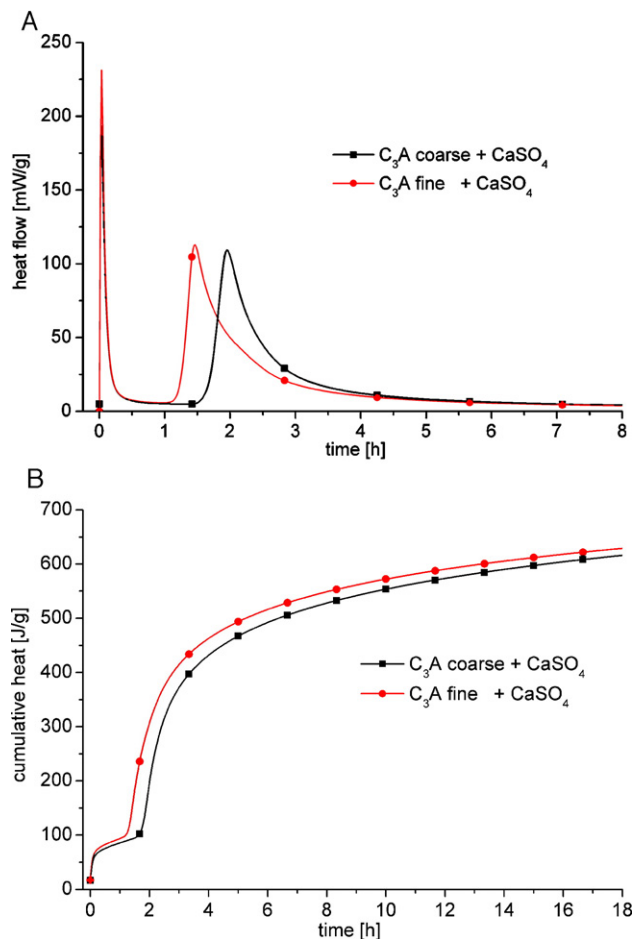 A
250
200
150
100
50
0
heat flow [mW/g]
C₃A coarse + CaSO₄
C₃A fine + CaSO₄
0 1 2 3 4 5 6 7 8
time [h]
B
700
600
500
400
300
200
100
0
cumulative heat [J/g]
C₃A coarse + CaSO₄
C₃A fine + CaSO₄
0 2 4 6 8 10 12 14 16 18
time [h]